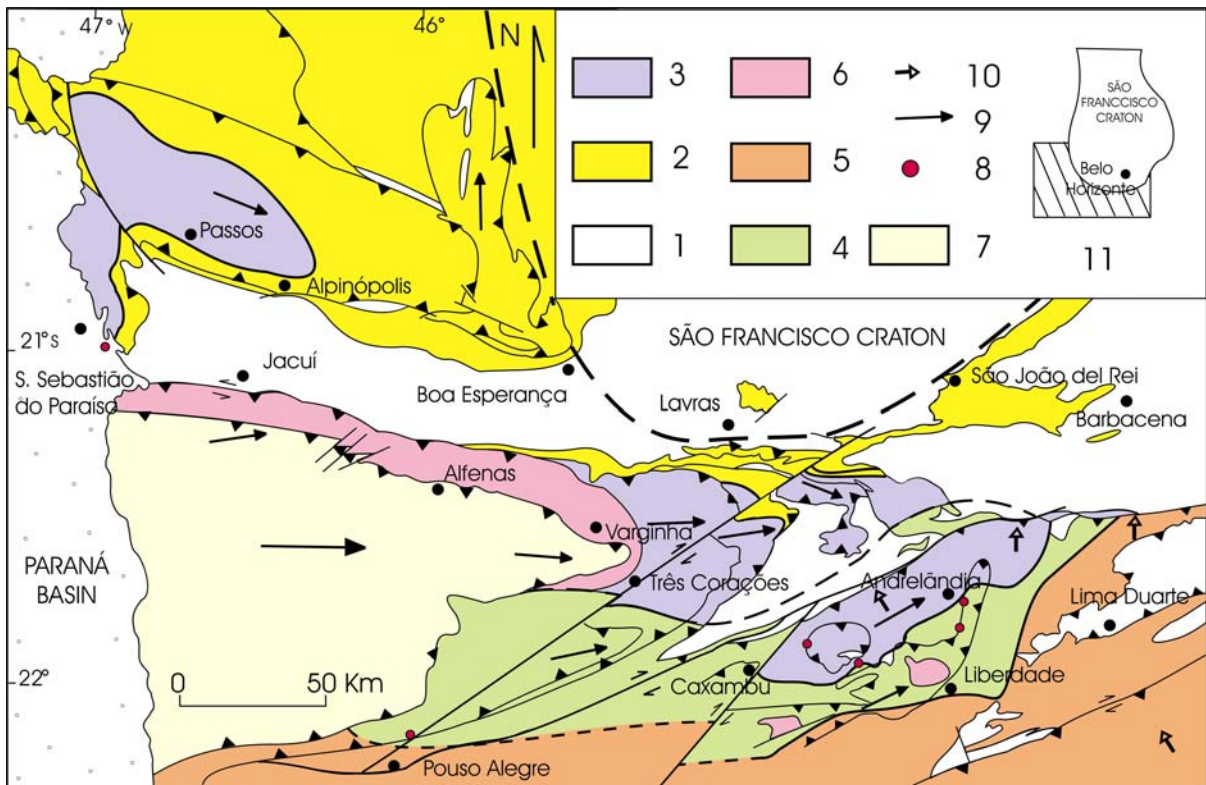 47° W
46°
N
3
6
10
9
2
5
8
1
4
7
11
SÃO
FRANCCISCO
CRATON
Belo
Horizonte
Passos
Alpinópolis
21° S
S. Sebastião
do Paraíso
Jacuí
Boa Esperança
SÃO FRANCISCO CRATON
Lavras
São João del Rei
Barbacena
Alfenas
Varginha
Três Corações
PARANÁ
BASIN
Andrelândia
Lima Duarte
22°
0 50 Km
Caxambu
Liberdade
Pouso Alegre